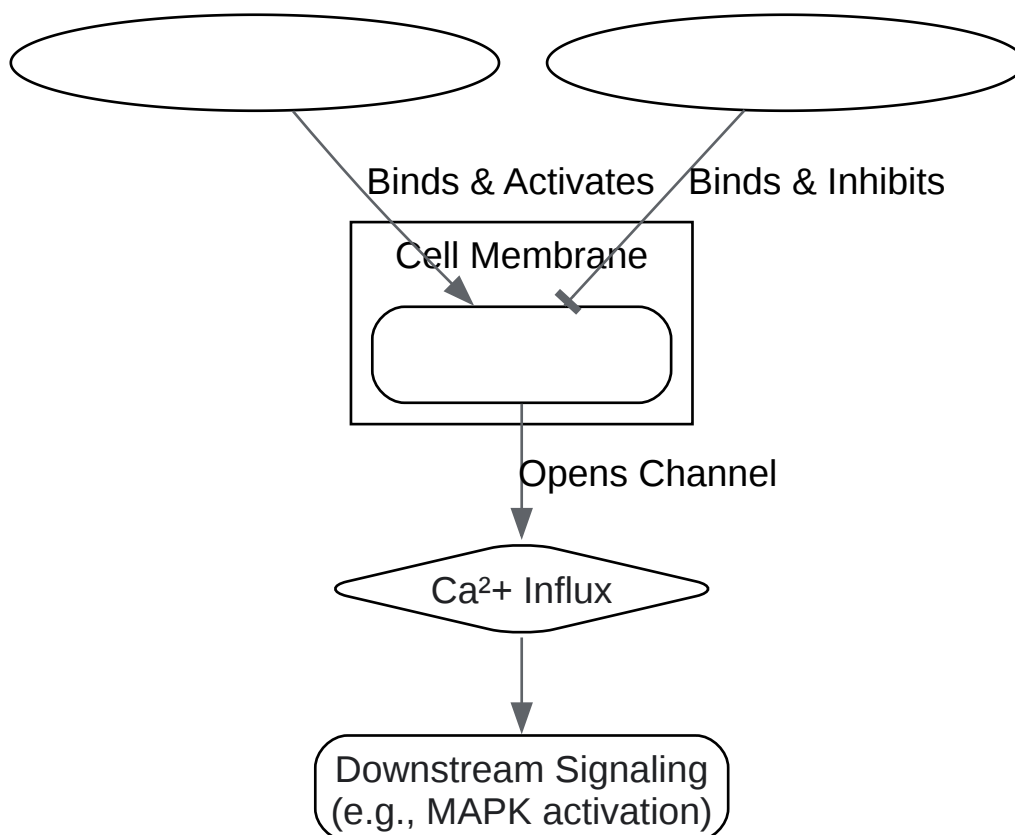 Binds & Activates
Binds & Inhibits
Cell Membrane
Opens Channel
Ca²+ Influx
Downstream Signaling
(e.g., MAPK activation)